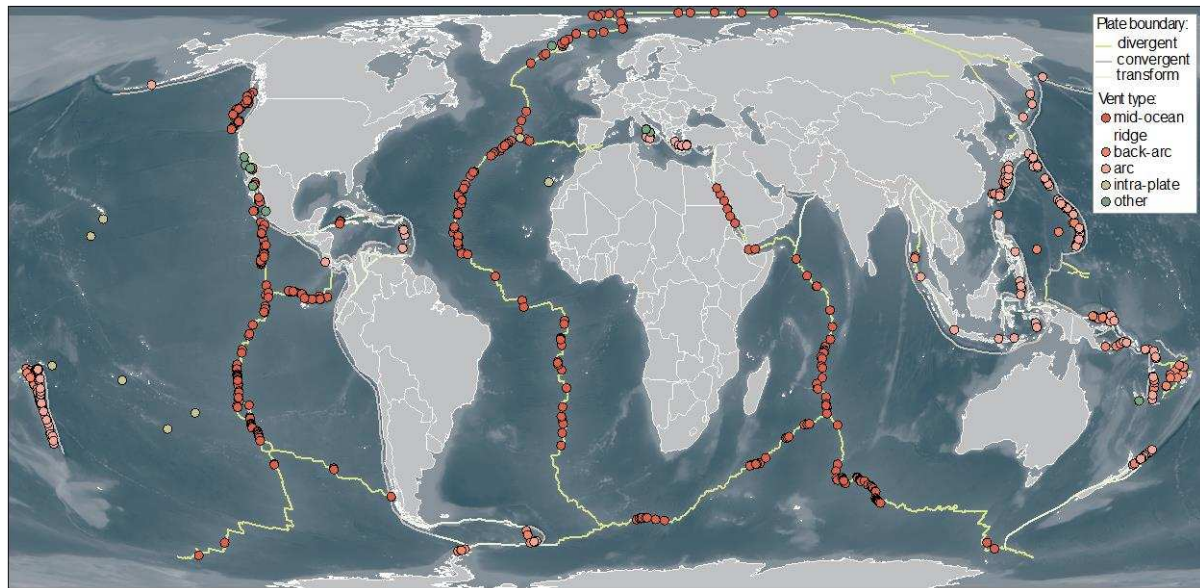 Plate boundary:
divergent
convergent
transform
Vent type:
mid-ocean
ridge
back-arc
arc
intra-plate
other